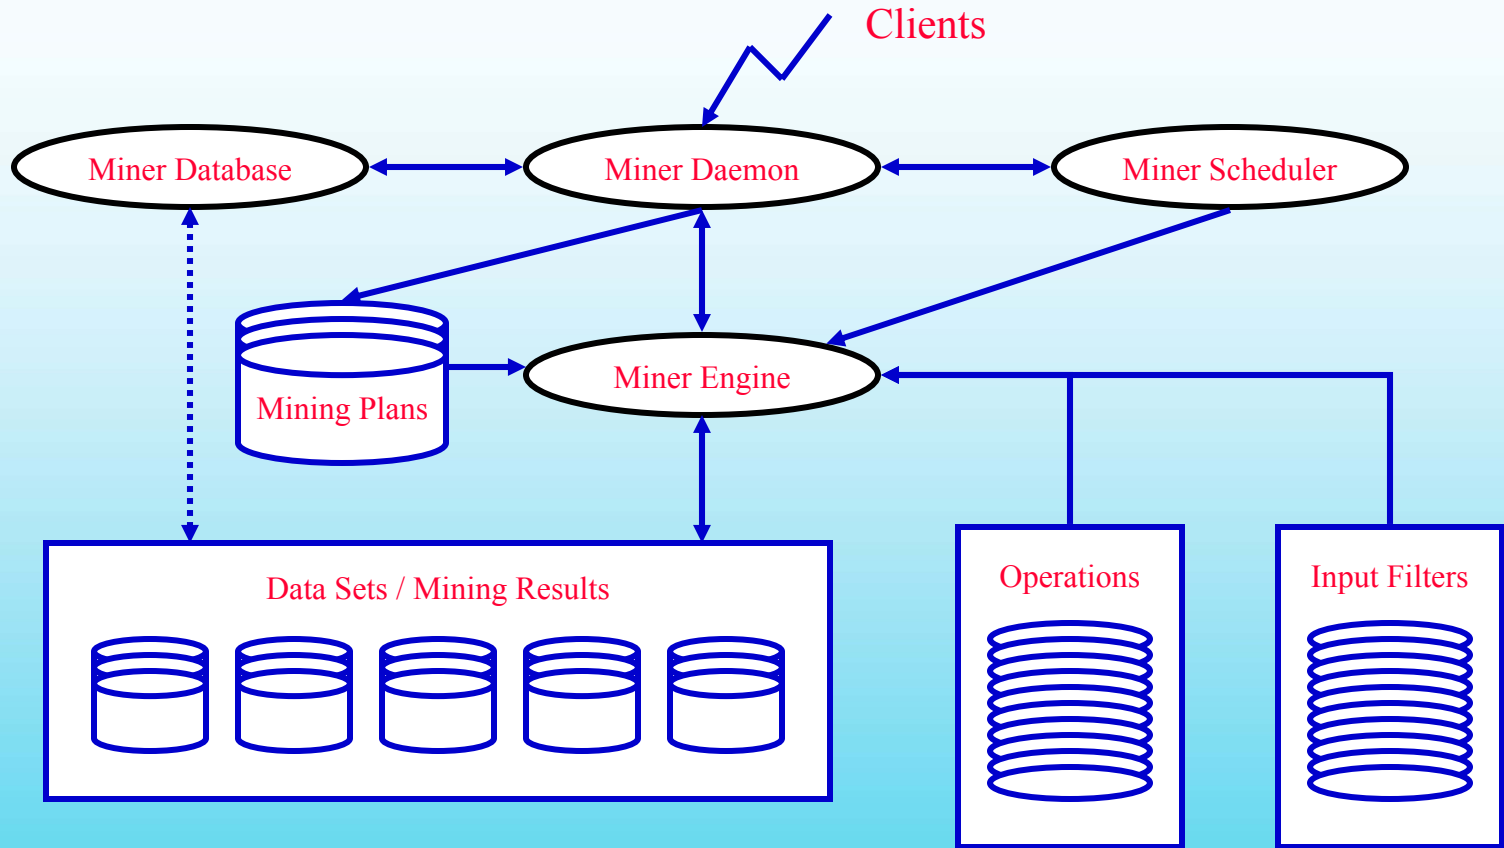 Clients
Miner Database
Miner Daemon
Miner Scheduler
Miner Engine
Mining Plans
Data Sets / Mining Results
Operations
Input Filters